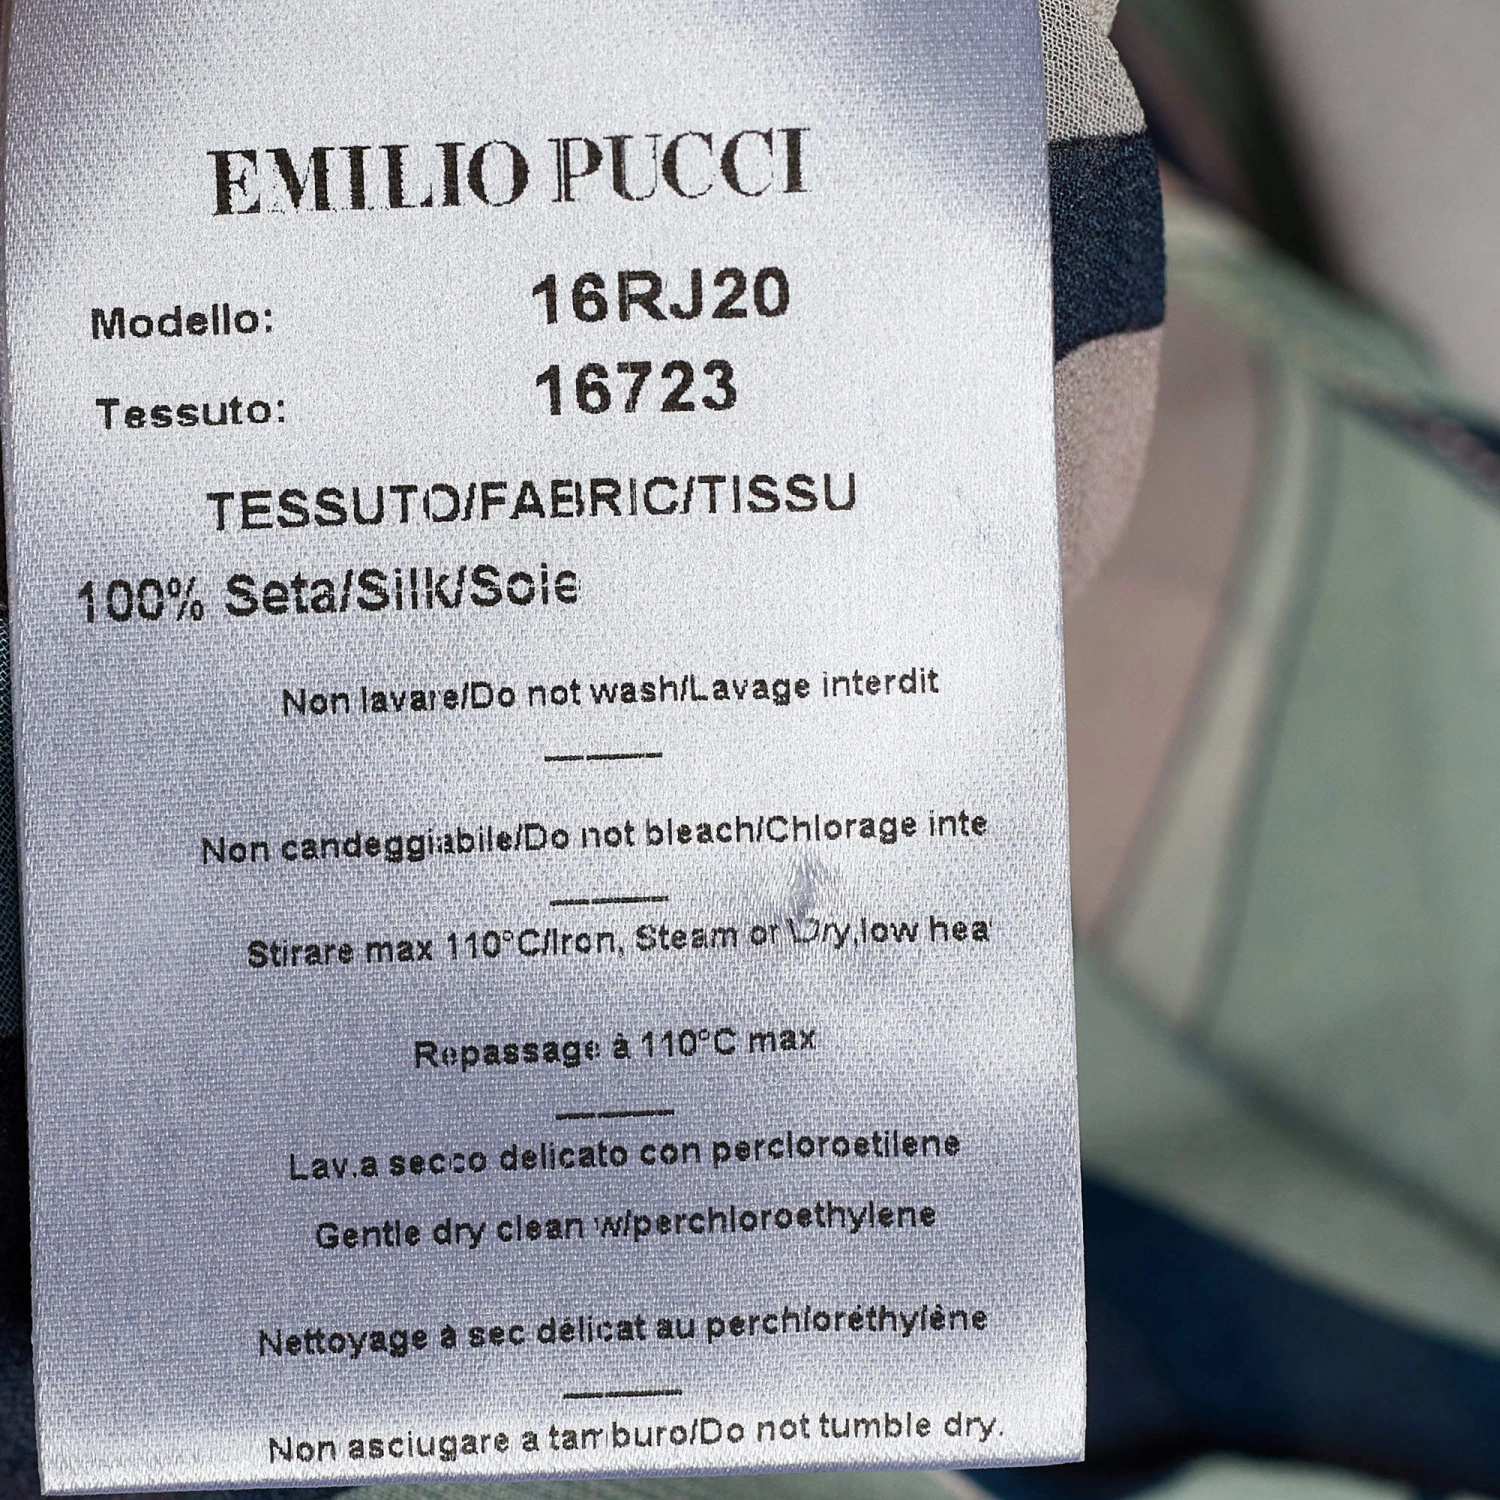 EMILIO PUCCI
Modello: 16RJ20
Tessuto: 16723
TESSUTO/FABRIC/TISSU
100% Seta/Silk/Soie
Non lavare/Do not wash/Lavage interdit
Non candeggiabile/Do not bleach/Chlorage inte
Stirare max 110°C/Iron, Steam or Dry,low hea
Repassage à 110°C max
Lav.a secco delicato con percloroetilene
Gentle dry clean w/perchloroethylene
Nettoyage à sec délicat au perchloréthylène
Non asciugare a tamburo/Do not tumble dry.